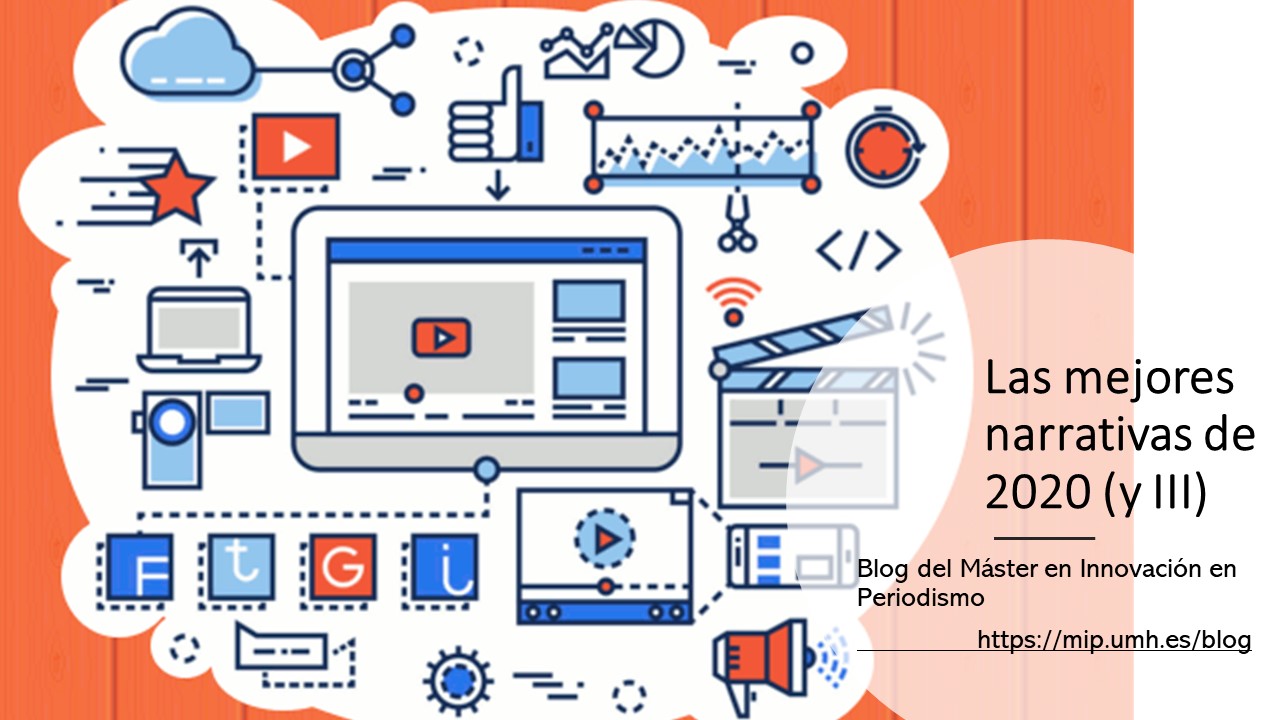 Las mejores
narrativas de
2020 (y III)
Blog del Máster en Innovación en
Periodismo
https://mip.umh.es/blog
</>
F
t
G
i